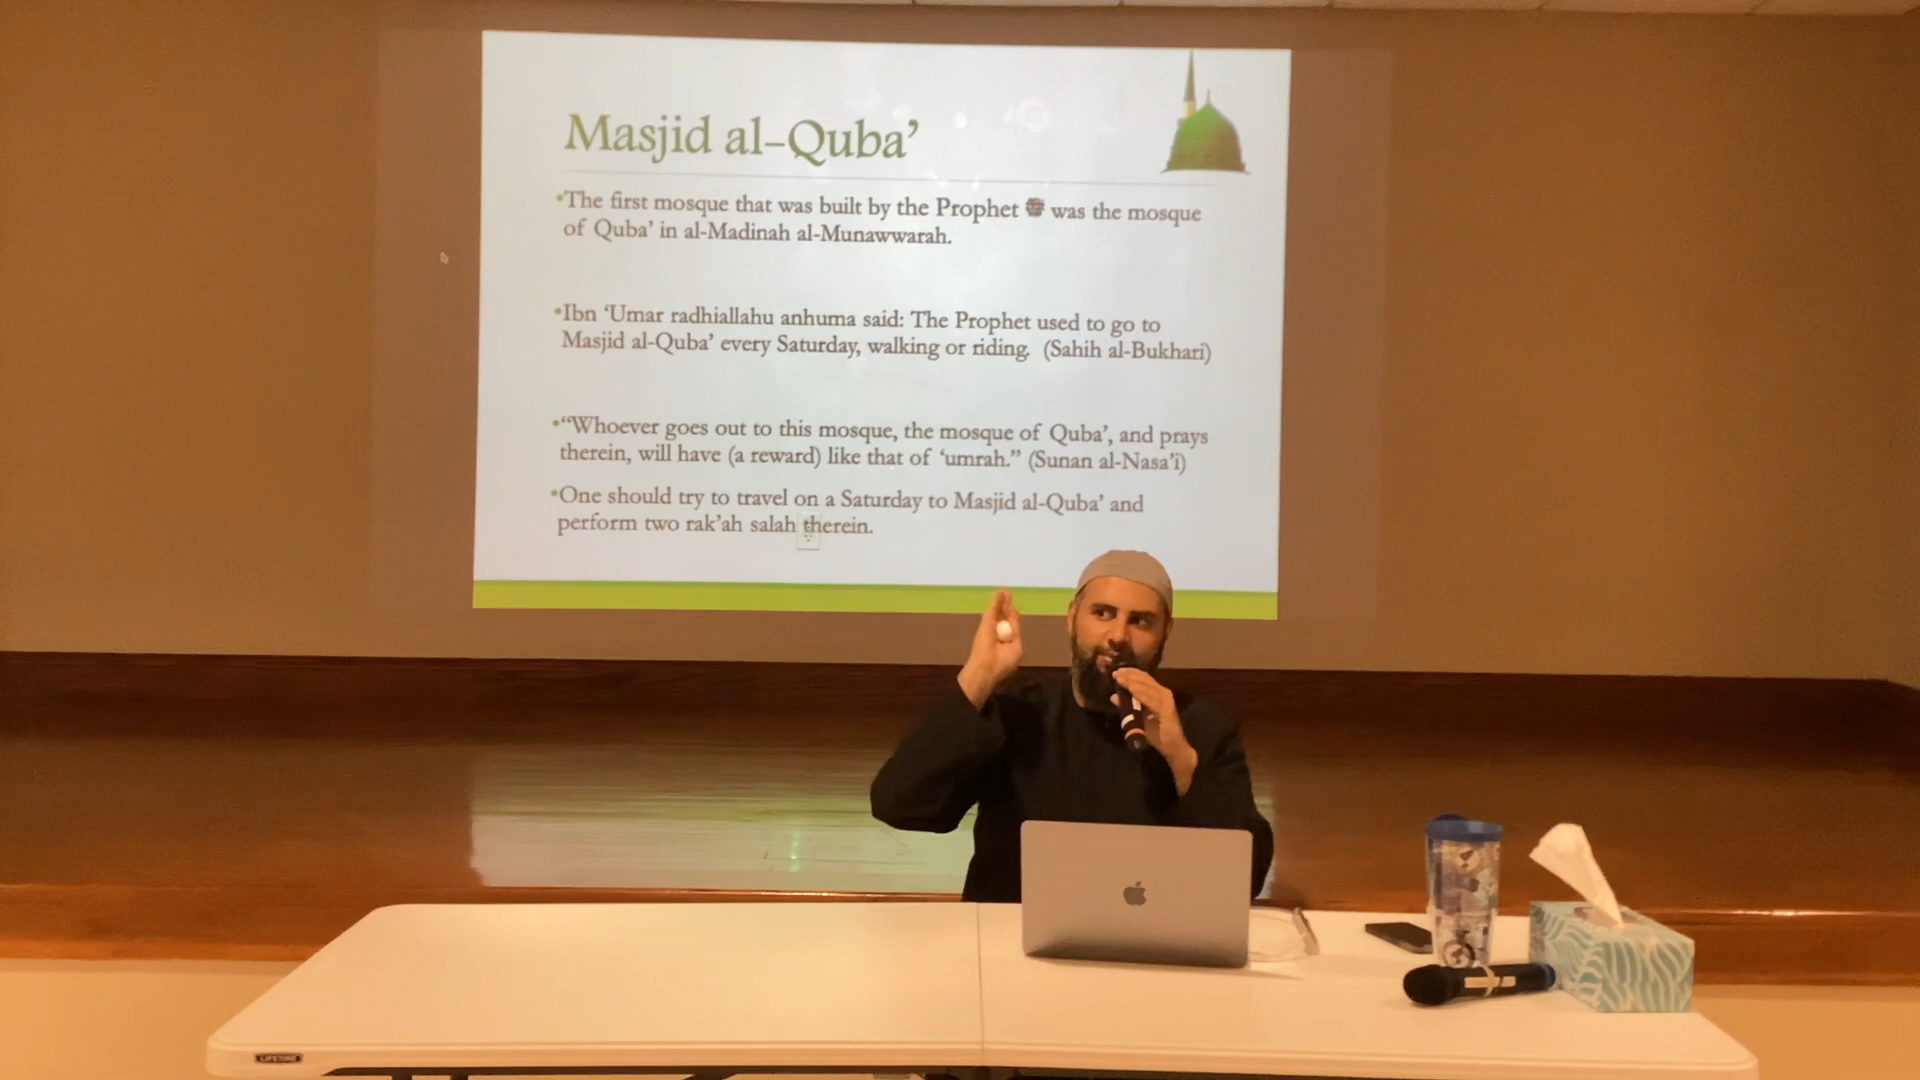 Masjid al-Quba’
•The first mosque that was built by the Prophet ﷺ was the mosque
of Quba’ in al-Madinah al-Munawwarah.
•Ibn ‘Umar radhiallahu anhuma said: The Prophet used to go to
Masjid al-Quba’ every Saturday, walking or riding. (Sahih al-Bukhari)
•“Whoever goes out to this mosque, the mosque of Quba’, and prays
therein, will have (a reward) like that of ‘umrah.” (Sunan al-Nasa’i)
•One should try to travel on a Saturday to Masjid al-Quba’ and
perform two rak’ah salah therein.
LIFETIME